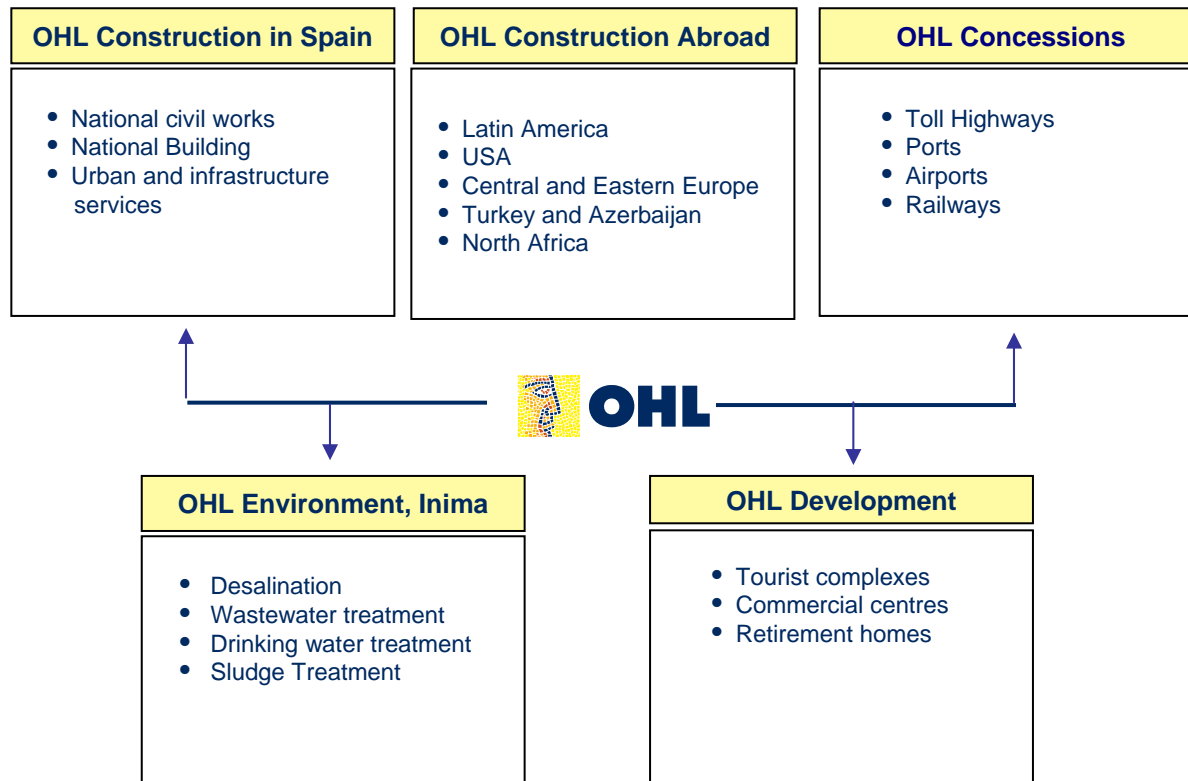 OHL Construction in Spain
• National civil works
• National Building
• Urban and infrastructure
services
OHL Construction Abroad
• Latin America
• USA
• Central and Eastern Europe
• Turkey and Azerbaijan
• North Africa
OHL Concessions
• Toll Highways
• Ports
• Airports
• Railways
OHL
OHL Environment, Inima
• Desalination
• Wastewater treatment
• Drinking water treatment
• Sludge Treatment
OHL Development
• Tourist complexes
• Commercial centres
• Retirement homes